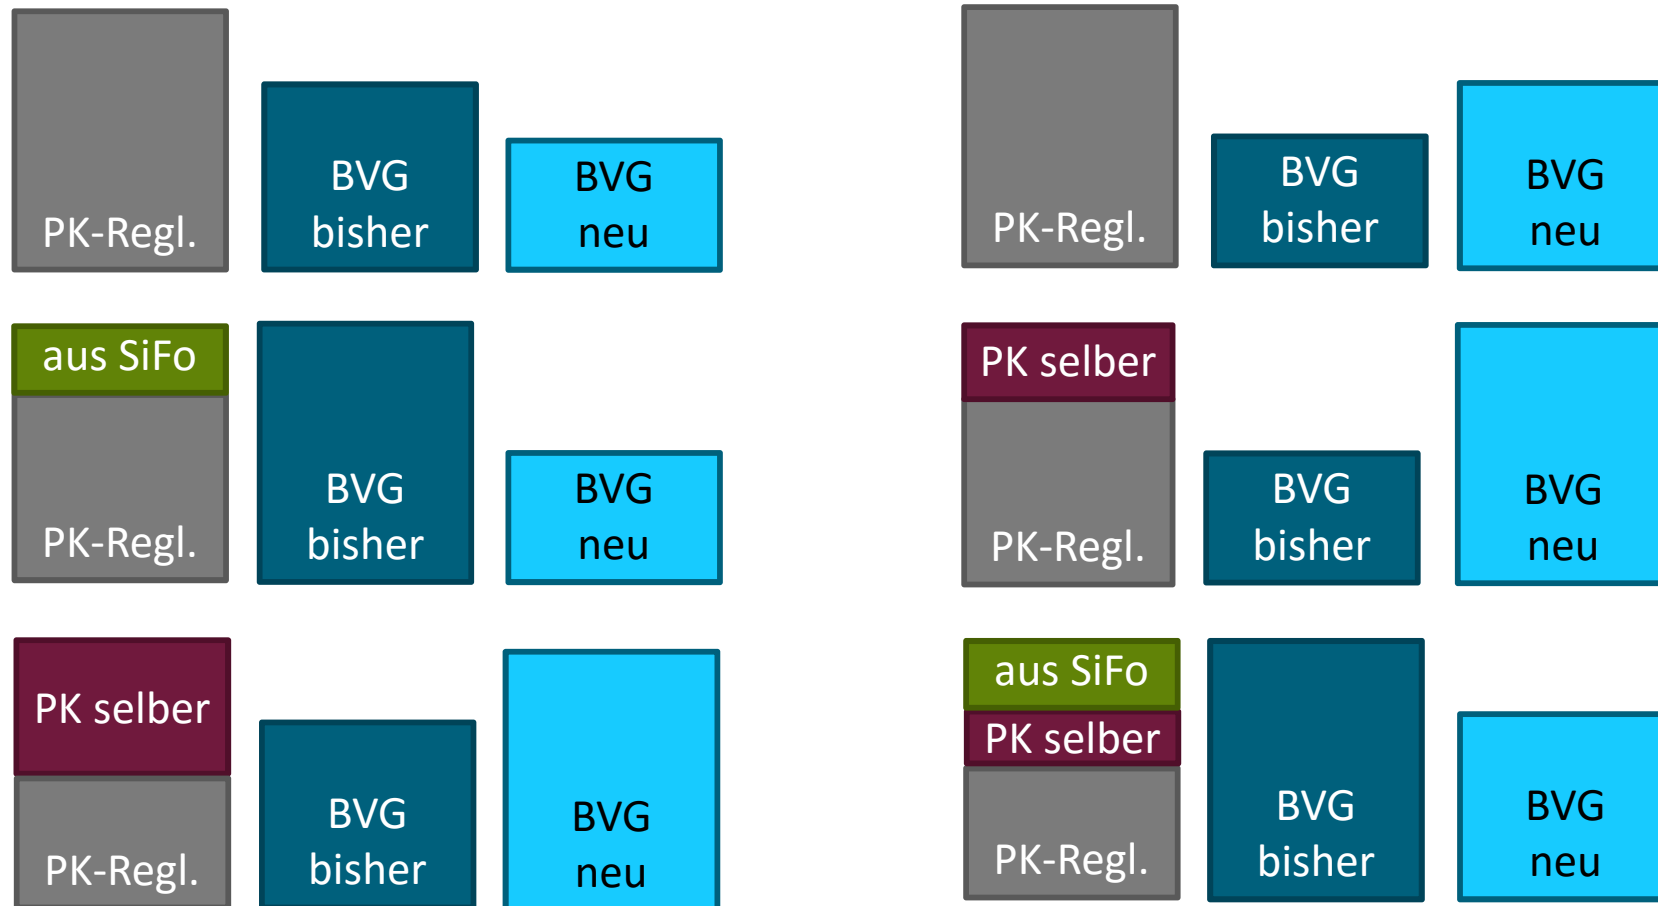 PK-Regl.
BVG
bisher
BVG
neu
PK-Regl.
BVG
bisher
BVG
neu
aus SiFo
PK-Regl.
BVG
bisher
BVG
neu
PK selber
PK-Regl.
BVG
bisher
BVG
neu
PK selber
PK-Regl.
BVG
bisher
BVG
neu
aus SiFo
PK selber
PK-Regl.
BVG
bisher
BVG
neu